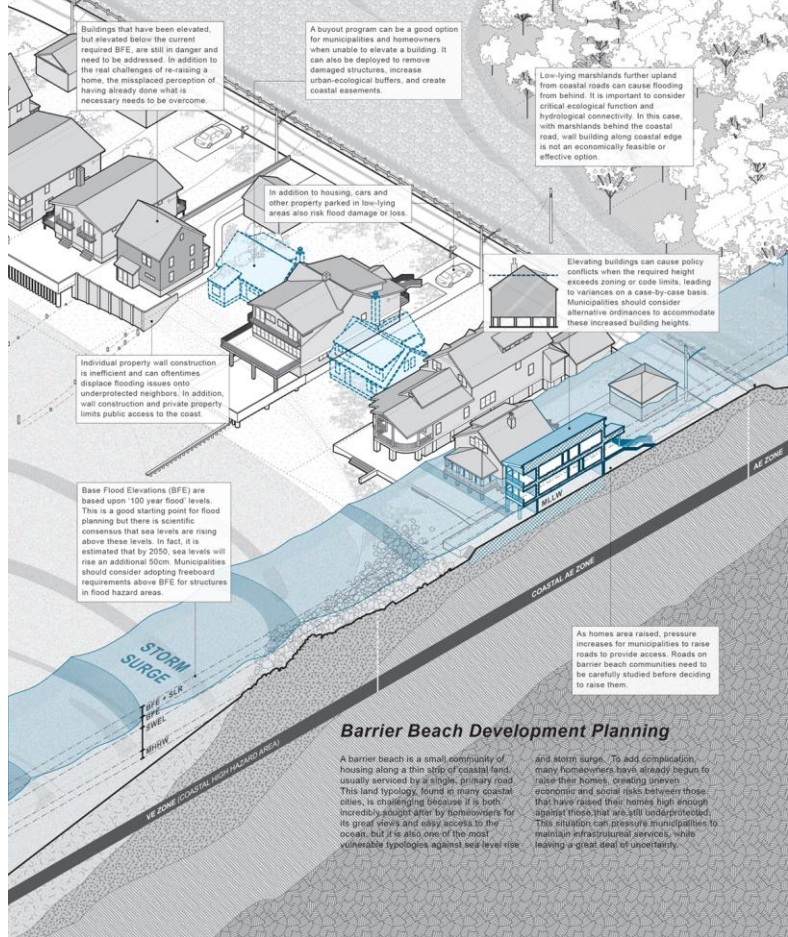 Buildings that have been elevated,
but elevated below the current
required BFE, are still in danger and
need to be addressed. In addition to
the real challenges of re-raising a
home, the missplaced perception of
having already done what is
necessary needs to be overcome.
A buyout program can be a good option
for municipalities and homeowners
when unable to elevate a building. It
can also be deployed to remove
damaged structures, increase
urban-ecological buffers, and create
coastal easements.
Low-lying marshlands further upland
from coastal roads can cause flooding
from behind. It is important to consider
critical ecological function and
hydrological connectivity. In this case,
with marshlands behind the coastal
road, wall building along coastal edge
is not an economically feasible or
effective option.
In addition to housing, cars and
other property parked in low-lying
areas also risk flood damage or loss.
Elevating buildings can cause policy
conflicts when the required height
exceeds zoning or code limits, leading
to variances on a case-by-case basis.
Municipalities should consider
alternative ordinances to accommodate
these increased building heights.
Individual property wall construction
is inefficient and can oftentimes
displace flooding issues onto
underprotected neighbors. In addition,
wall construction and private property
limits public access to the coast.
Base Flood Elevations (BFE) are
based upon '100 year flood' levels.
This is a good starting point for flood
planning but there is scientific
consensus that sea levels are rising
above these levels. In fact, it is
estimated that by 2050, sea levels will
rise an additional 50cm. Municipalities
should consider adopting freeboard
requirements above BFE for structures
in flood hazard areas.
MLLW
AE ZONE
COASTAL AE ZONE
As homes area raised, pressure
increases for municipalities to raise
roads to provide access. Roads on
barrier beach communities need to
be carefully studied before deciding
to raise them.
STORM
SURGE
BFE + SLR
BFE
SWEL
MHHW
VE ZONE (COASTAL HIGH HAZARD AREA)
Barrier Beach Development Planning
A barrier beach is a small community of
housing along a thin strip of coastal land,
usually serviced by a single, primary road.
This land typology, found in many coastal
cities, is challenging because it is both
incredibly sought after by homeowners for
its great views and easy access to the
ocean, but it is also one of the most
vulnerable typologies against sea level rise
and storm surge. To add complication,
many homeowners have already begun to
raise their homes, creating uneven
economic and social risks between those
that have raised their homes high enough
against those that are still underprotected.
This situation can pressure municipalities to
maintain infrastrutureal services, while
leaving a great deal of uncertainty.